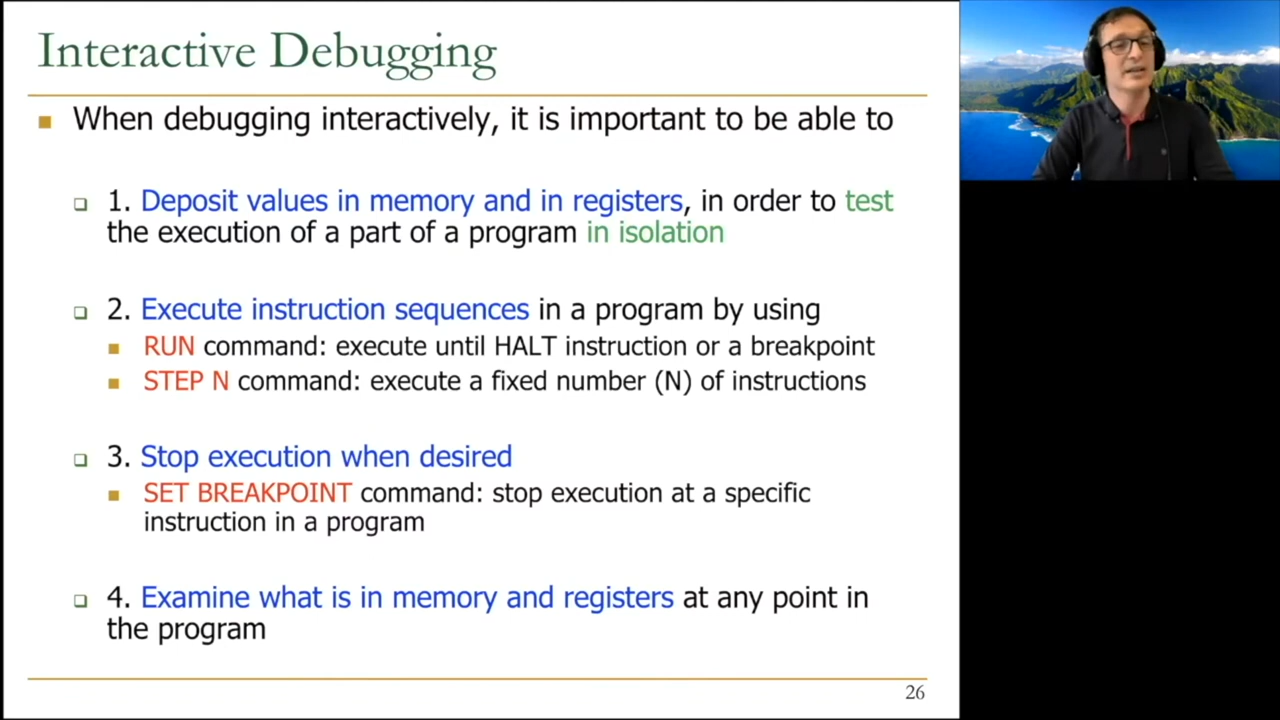 Interactive Debugging
When debugging interactively, it is important to be able to
1. Deposit values in memory and in registers, in order to test
the execution of a part of a program in isolation
2. Execute instruction sequences in a program by using
RUN command: execute until HALT instruction or a breakpoint
STEP N command: execute a fixed number (N) of instructions
3. Stop execution when desired
SET BREAKPOINT command: stop execution at a specific
instruction in a program
4. Examine what is in memory and registers at any point in
the program
26